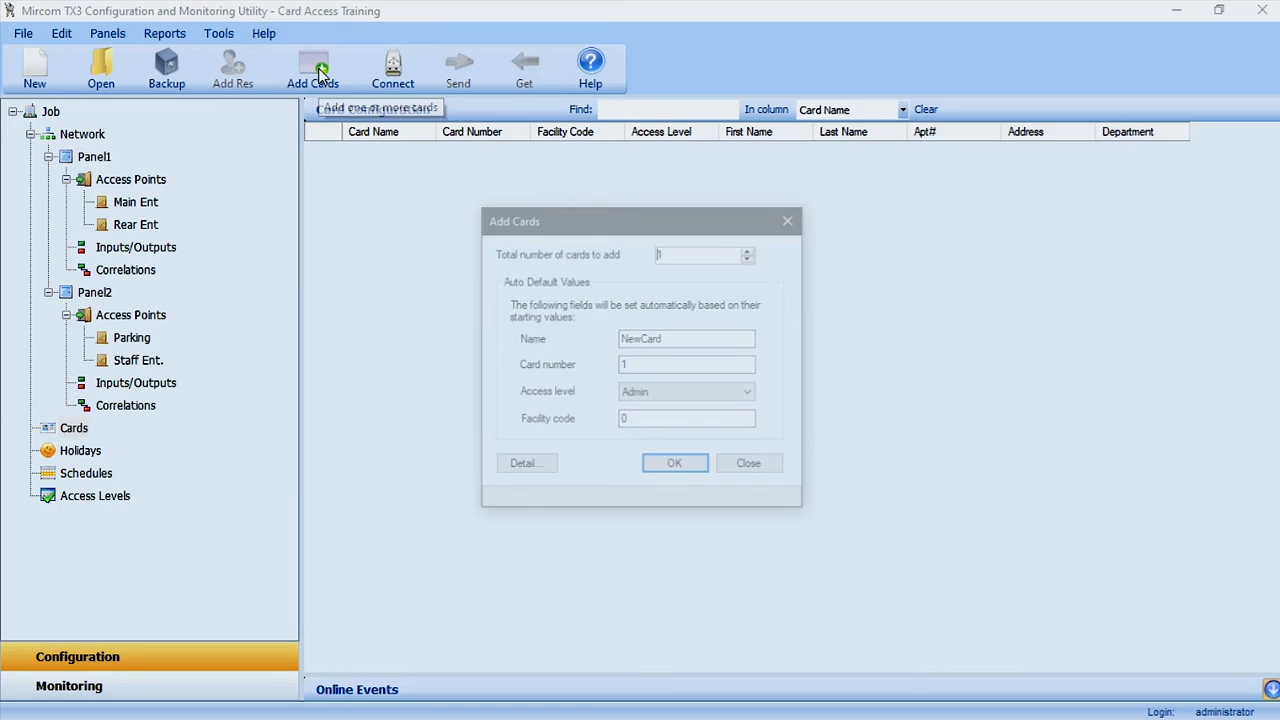 Mircom TX3 Configuration and Monitoring Utility - Card Access Training
File Edit Panels Reports Tools Help
New Open Backup Add Res Add Cards Connect Send Get Help
Add one or more cards
Card Configuration
Find: In column Card Name Clear
Card Name Card Number Facility Code Access Level First Name Last Name Apt# Address Department
Job
Network
Panel1
Access Points
Main Ent
Rear Ent
Inputs/Outputs
Correlations
Panel2
Access Points
Parking
Staff Ent.
Inputs/Outputs
Correlations
Cards
Holidays
Schedules
Access Levels
Add Cards
Total number of cards to add 1
Auto Default Values
The following fields will be set automatically based on their
starting values:
Name NewCard
Card number 1
Access level Admin
Facility code 0
Detail... OK Close
Configuration
Monitoring
Online Events
Login: administrator